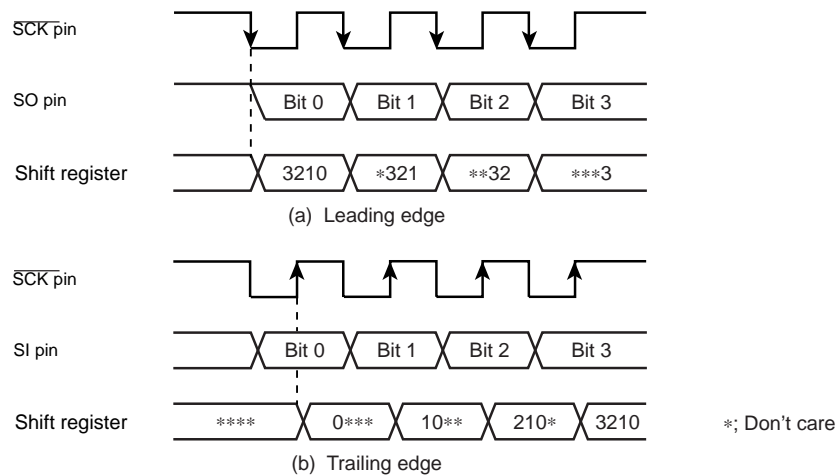 SCK pin
SO pin
Bit 0 Bit 1 Bit 2 Bit 3
Shift register
3210 *321 **32 ***3
(a) Leading edge
SCK pin
SI pin
Bit 0 Bit 1 Bit 2 Bit 3
Shift register
**** 0*** 10** 210* 3210
*; Don't care
(b) Trailing edge